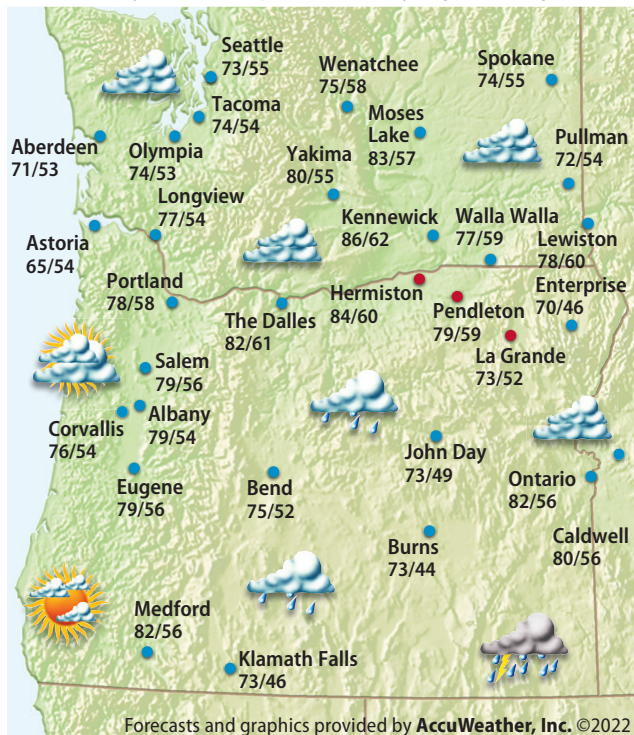 Seattle
73/55
Wenatchee
75/58
Spokane
74/55
Tacoma
74/54
Moses
Lake
83/57
Aberdeen
71/53
Olympia
74/53
Yakima
80/55
Pullman
72/54
Longview
77/54
Kennewick
86/62
Walla Walla
77/59
Lewiston
78/60
Astoria
65/54
Portland
78/58
The Dalles
82/61
Hermiston
84/60
Pendleton
79/59
Enterprise
70/46
La Grande
73/52
Salem
79/56
Albany
79/54
Corvallis
76/54
John Day
73/49
Ontario
82/56
Eugene
79/56
Bend
75/52
Burns
73/44
Caldwell
80/56
Medford
82/56
Klamath Falls
73/46
Forecasts and graphics provided by AccuWeather, Inc. ©2022